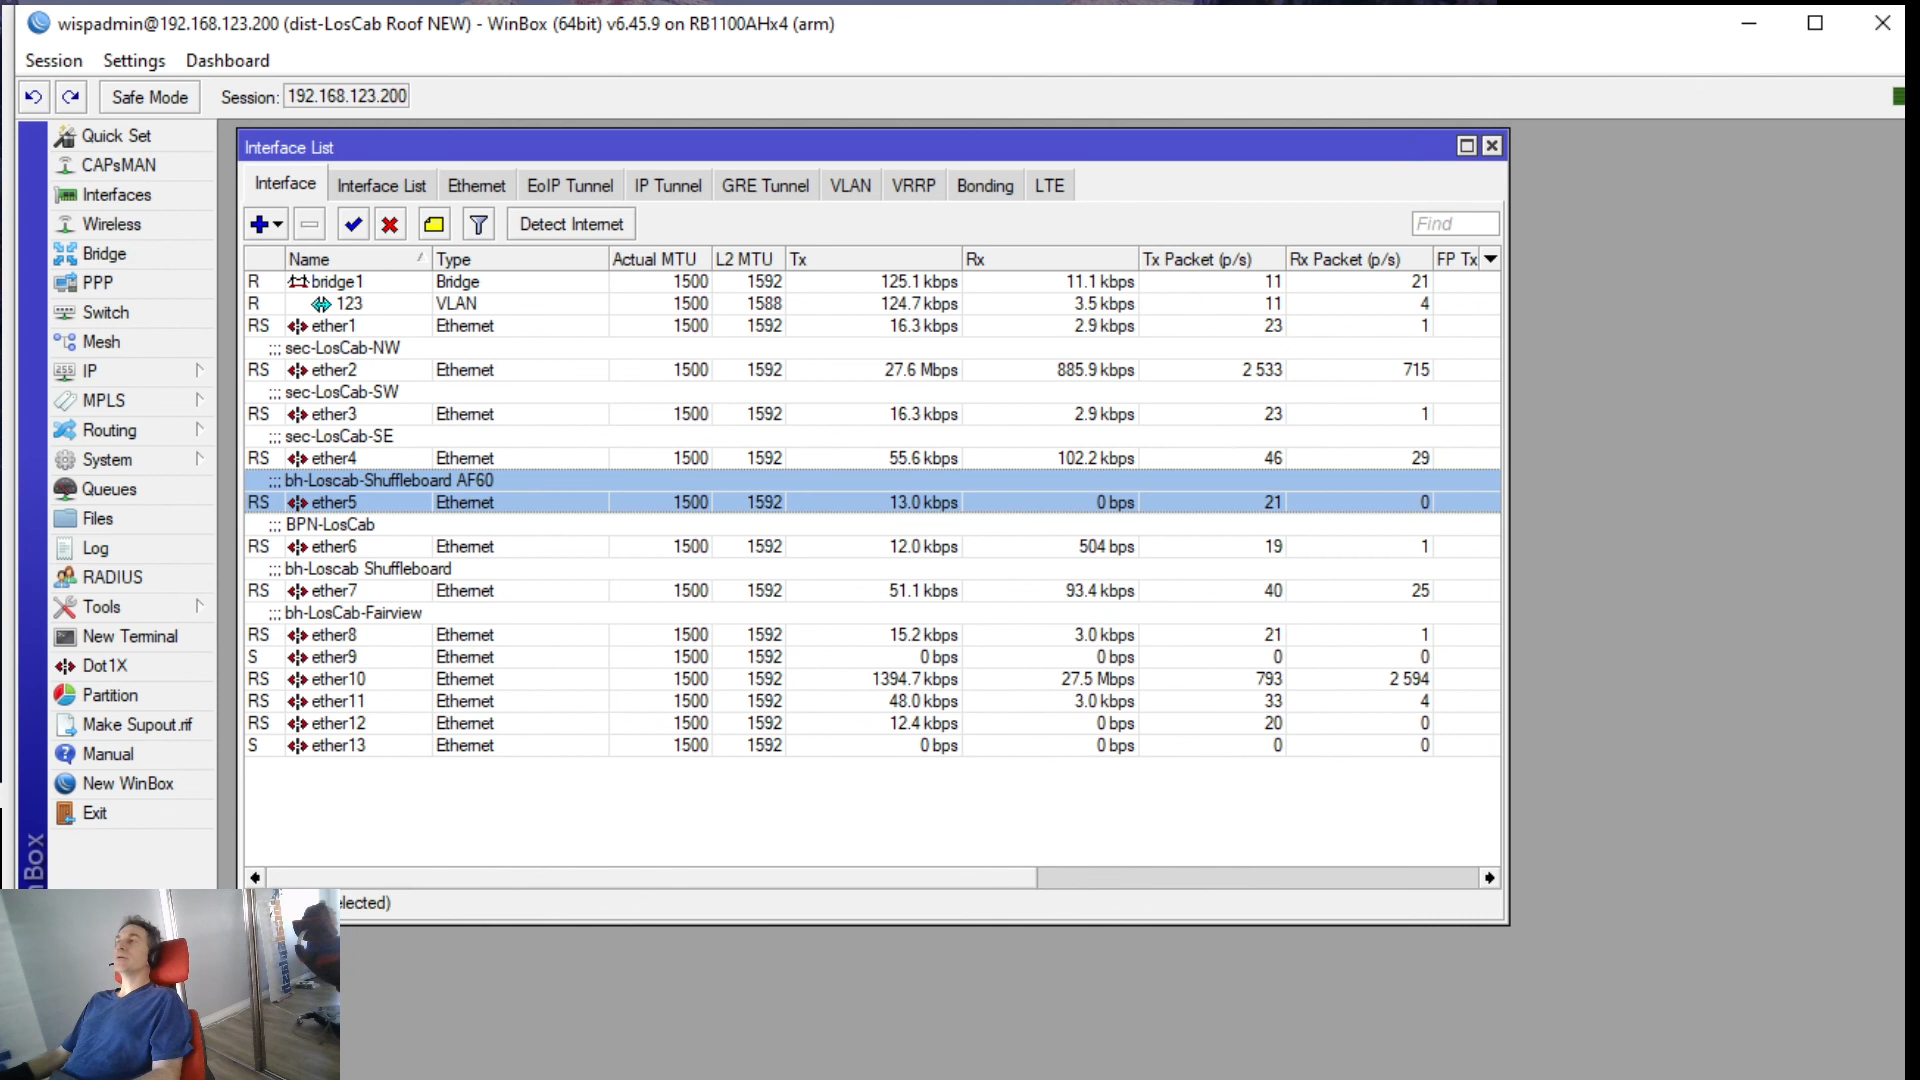 wispadmin@192.168.123.200 (dist-LosCab Roof NEW) - WinBox (64bit) v6.45.9 on RB1100AHx4 (arm)
Session Settings Dashboard
Safe Mode Session: 192.168.123.200
Quick Set
CAPsMAN
Interfaces
Wireless
Bridge
PPP
Switch
Mesh
IP
MPLS
Routing
System
Queues
Files
Log
RADIUS
Tools
New Terminal
Dot1X
Partition
Make Supout.rif
Manual
New WinBox
Exit
nBox
Interface List
Interface Interface List Ethernet EoIP Tunnel IP Tunnel GRE Tunnel VLAN VRRP Bonding LTE
Detect Internet Find
Name Type Actual MTU L2 MTU Tx Rx Tx Packet (p/s) Rx Packet (p/s) FP Tx
R bridge1 Bridge 1500 1592 125.1 kbps 11.1 kbps 11 21
R 123 VLAN 1500 1588 124.7 kbps 3.5 kbps 11 4
RS ether1 Ethernet 1500 1592 16.3 kbps 2.9 kbps 23 1
;;; sec-LosCab-NW
RS ether2 Ethernet 1500 1592 27.6 Mbps 885.9 kbps 2 533 715
;;; sec-LosCab-SW
RS ether3 Ethernet 1500 1592 16.3 kbps 2.9 kbps 23 1
;;; sec-LosCab-SE
RS ether4 Ethernet 1500 1592 55.6 kbps 102.2 kbps 46 29
;;; bh-Loscab-Shuffleboard AF60
RS ether5 Ethernet 1500 1592 13.0 kbps 0 bps 21 0
;;; BPN-LosCab
RS ether6 Ethernet 1500 1592 12.0 kbps 504 bps 19 1
;;; bh-Loscab Shuffleboard
RS ether7 Ethernet 1500 1592 51.1 kbps 93.4 kbps 40 25
;;; bh-LosCab-Fairview
RS ether8 Ethernet 1500 1592 15.2 kbps 3.0 kbps 21 1
S ether9 Ethernet 1500 1592 0 bps 0 bps 0 0
RS ether10 Ethernet 1500 1592 1394.7 kbps 27.5 Mbps 793 2 594
RS ether11 Ethernet 1500 1592 48.0 kbps 3.0 kbps 33 4
RS ether12 Ethernet 1500 1592 12.4 kbps 0 bps 20 0
S ether13 Ethernet 1500 1592 0 bps 0 bps 0 0
elected)